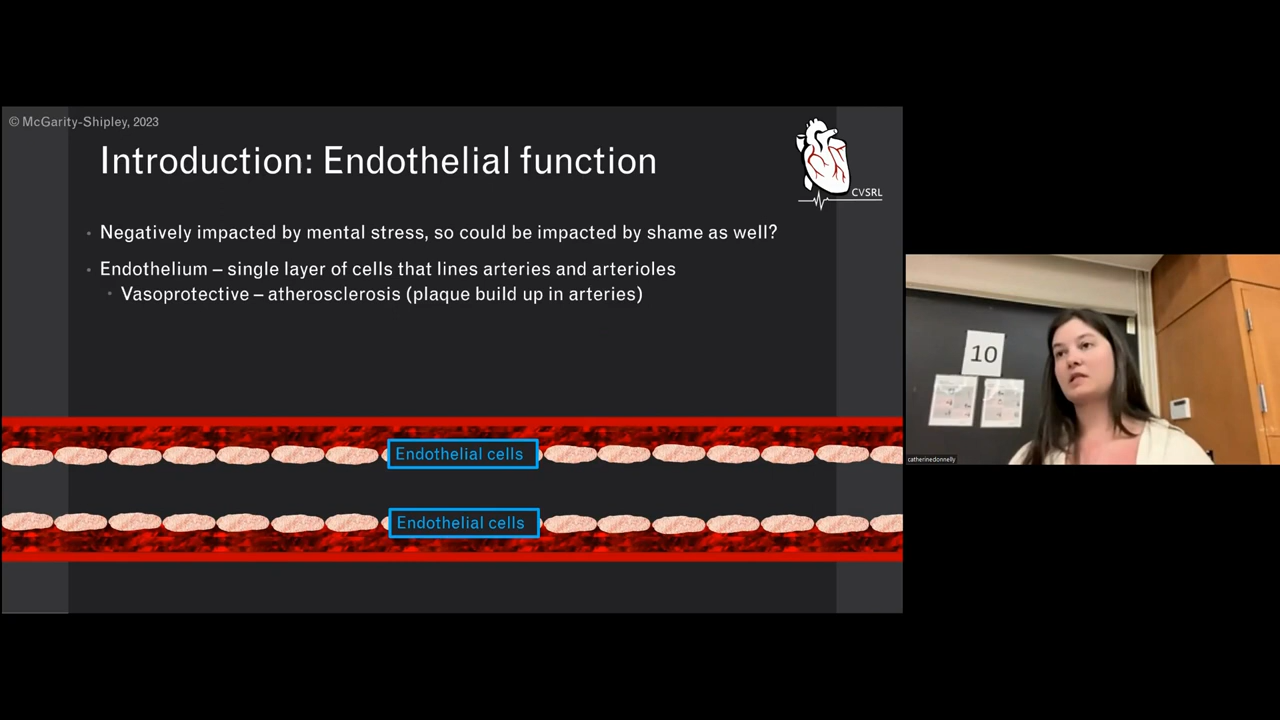 © McGarity-Shipley, 2023
Introduction: Endothelial function
CVSRL
• Negatively impacted by mental stress, so could be impacted by shame as well?
• Endothelium – single layer of cells that lines arteries and arterioles
• Vasoprotective – atherosclerosis (plaque build up in arteries)
Endothelial cells
Endothelial cells
10
catherinedonnelly